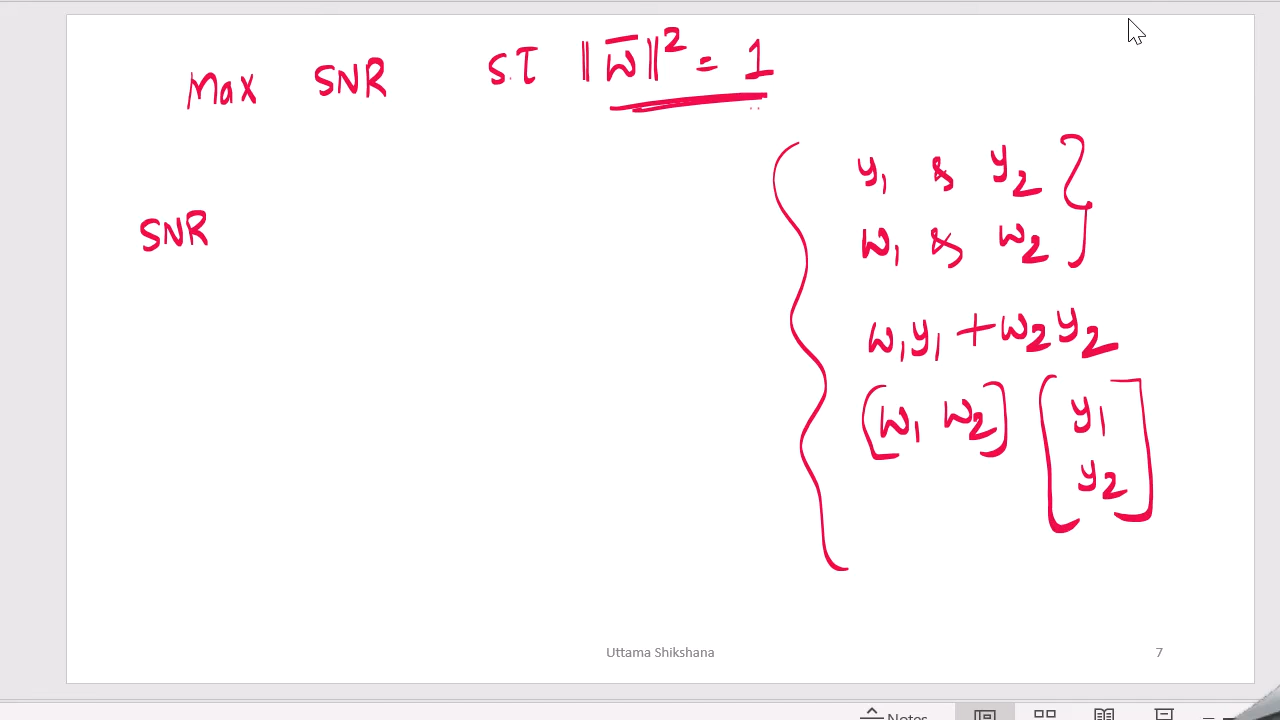 Max SNR S.T ‖w̅‖² = 1
y₁ & y₂
w₁ & w₂
SNR
w₁y₁ + w₂y₂
[w₁ w₂] [y₁
y₂]
Uttama Shikshana 7
Notes